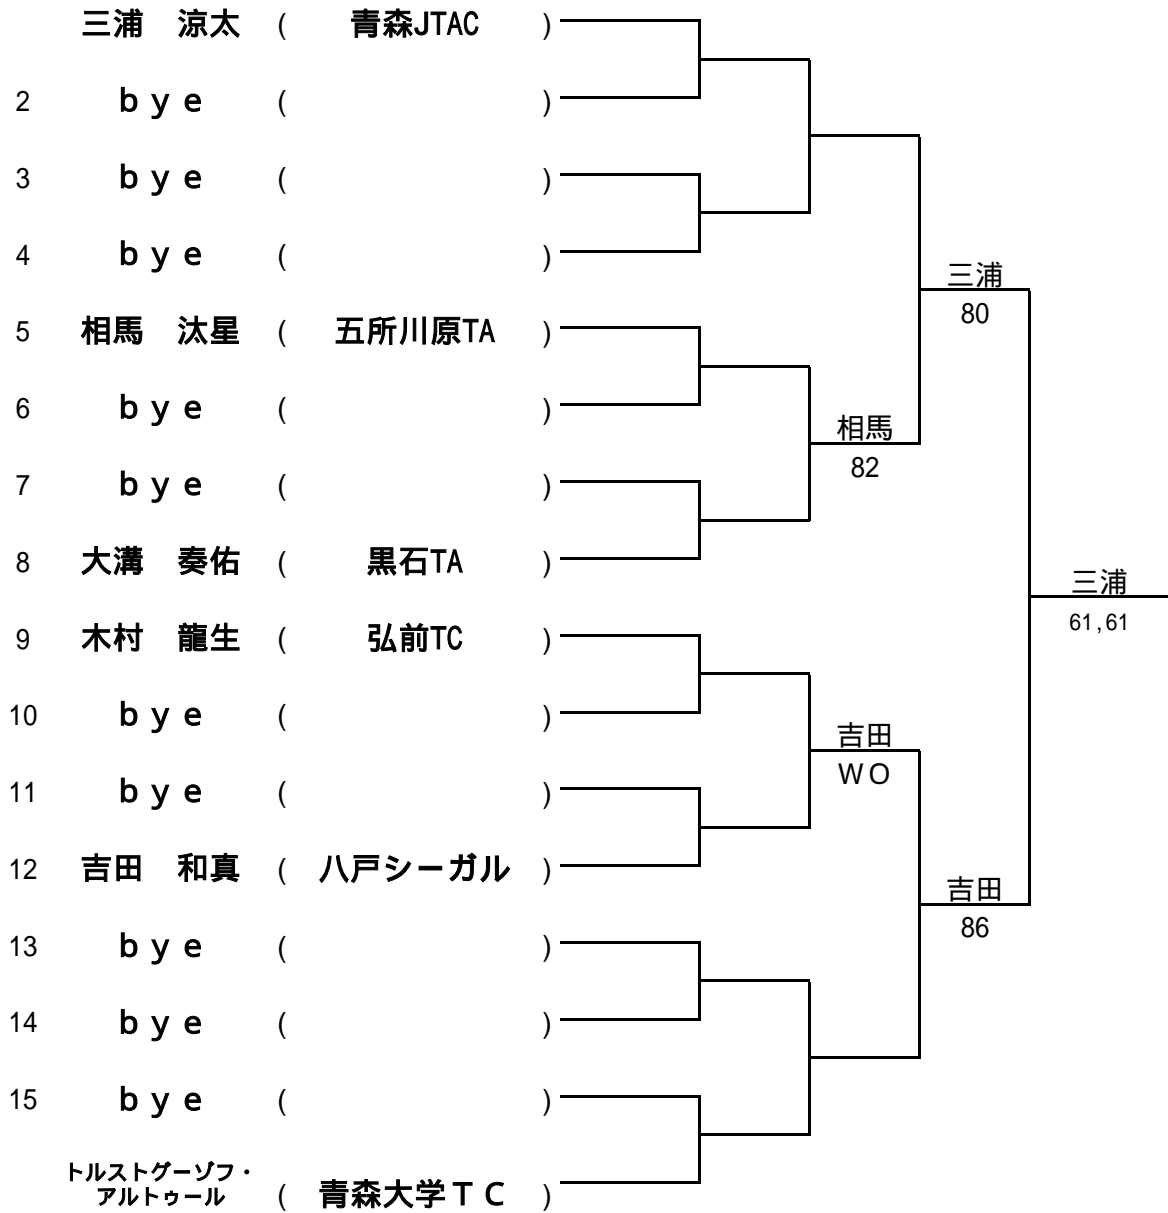 三浦　涼太 ( 青森JTAC )
2 ｂｙｅ ( )
3 ｂｙｅ ( )
4 ｂｙｅ ( )
三浦
80
5 相馬　汰星 ( 五所川原TA )
6 ｂｙｅ ( )
相馬
82
7 ｂｙｅ ( )
8 大溝　奏佑 ( 黒石TA )
三浦
61,61
9 木村　龍生 ( 弘前TC )
10 ｂｙｅ ( )
吉田
ＷＯ
11 ｂｙｅ ( )
12 吉田　和真 ( 八戸シーガル )
吉田
86
13 ｂｙｅ ( )
14 ｂｙｅ ( )
15 ｂｙｅ ( )
トルストグーゾフ・
アルトゥール ( 青森大学ＴＣ )